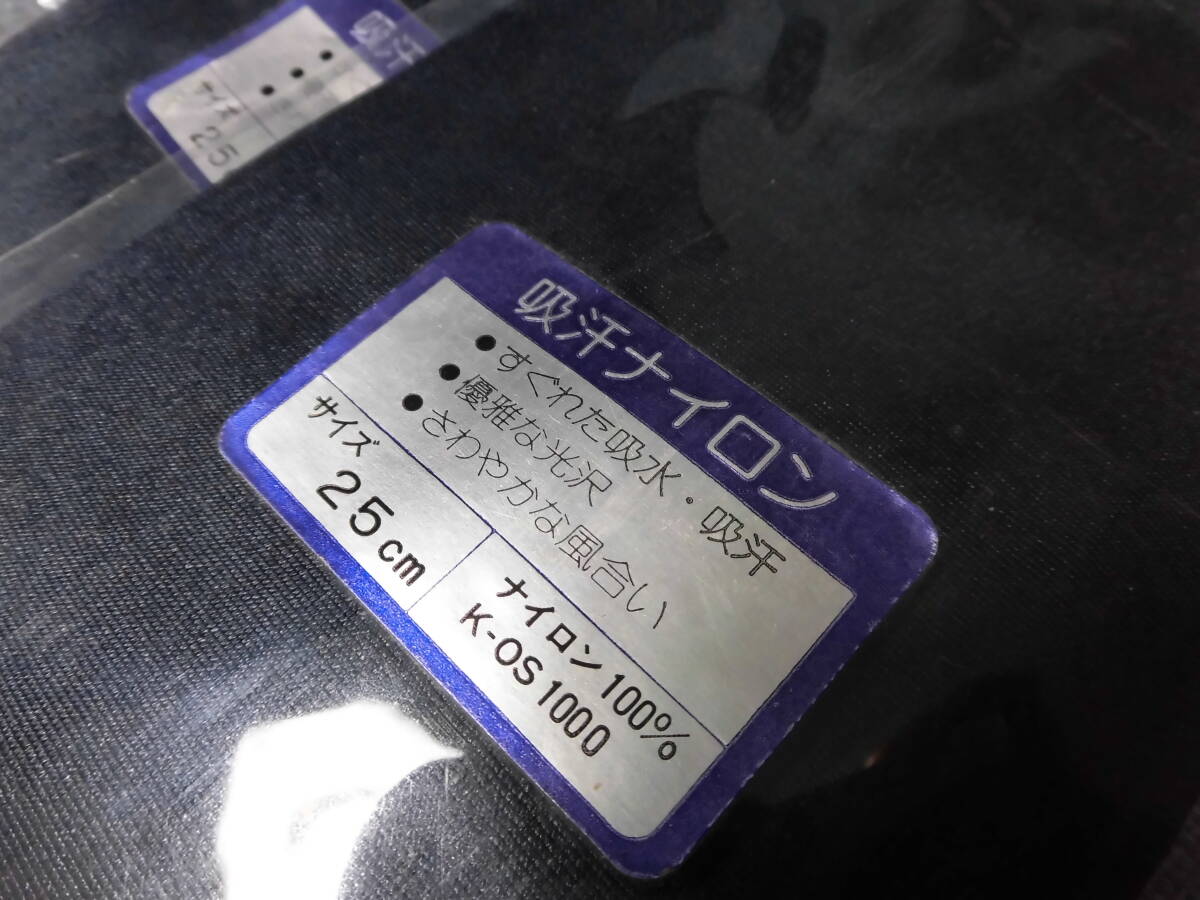 吸汗
サイズ
25
吸汗ナイロン
●すぐれた吸水・吸汗
●優雅な光沢
●さわやかな風合い
サイズ
25cm
ナイロン100%
K-OS1000